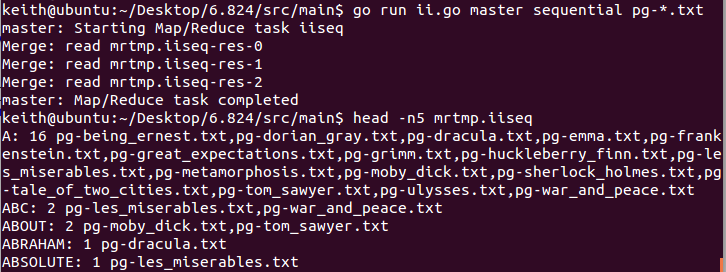 keith@ubuntu:~/Desktop/6.824/src/main$ go run ii.go master sequential pg-*.txt
master: Starting Map/Reduce task iiseq
Merge: read mrtmp.iiseq-res-0
Merge: read mrtmp.iiseq-res-1
Merge: read mrtmp.iiseq-res-2
master: Map/Reduce task completed
keith@ubuntu:~/Desktop/6.824/src/main$ head -n5 mrtmp.iiseq
A: 16 pg-being_ernest.txt,pg-dorian_gray.txt,pg-dracula.txt,pg-emma.txt,pg-frank
enstein.txt,pg-great_expectations.txt,pg-grimm.txt,pg-huckleberry_finn.txt,pg-le
s_miserables.txt,pg-metamorphosis.txt,pg-moby_dick.txt,pg-sherlock_holmes.txt,pg
-tale_of_two_cities.txt,pg-tom_sawyer.txt,pg-ulysses.txt,pg-war_and_peace.txt
ABC: 2 pg-les_miserables.txt,pg-war_and_peace.txt
ABOUT: 2 pg-moby_dick.txt,pg-tom_sawyer.txt
ABRAHAM: 1 pg-dracula.txt
ABSOLUTE: 1 pg-les_miserables.txt